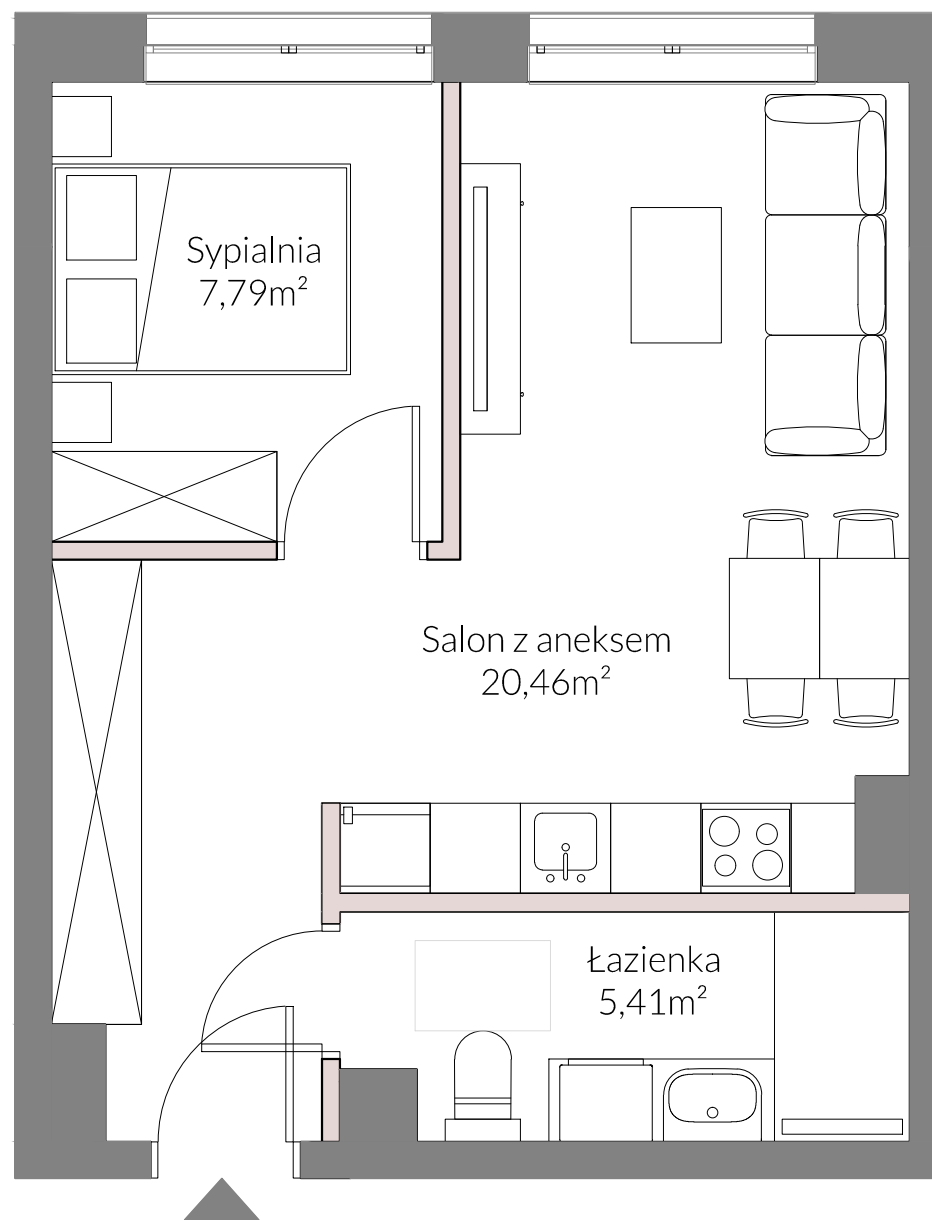 Sypialnia
7,79m²
Salon z aneksem
20,46m²
Łazienka
5,41m²